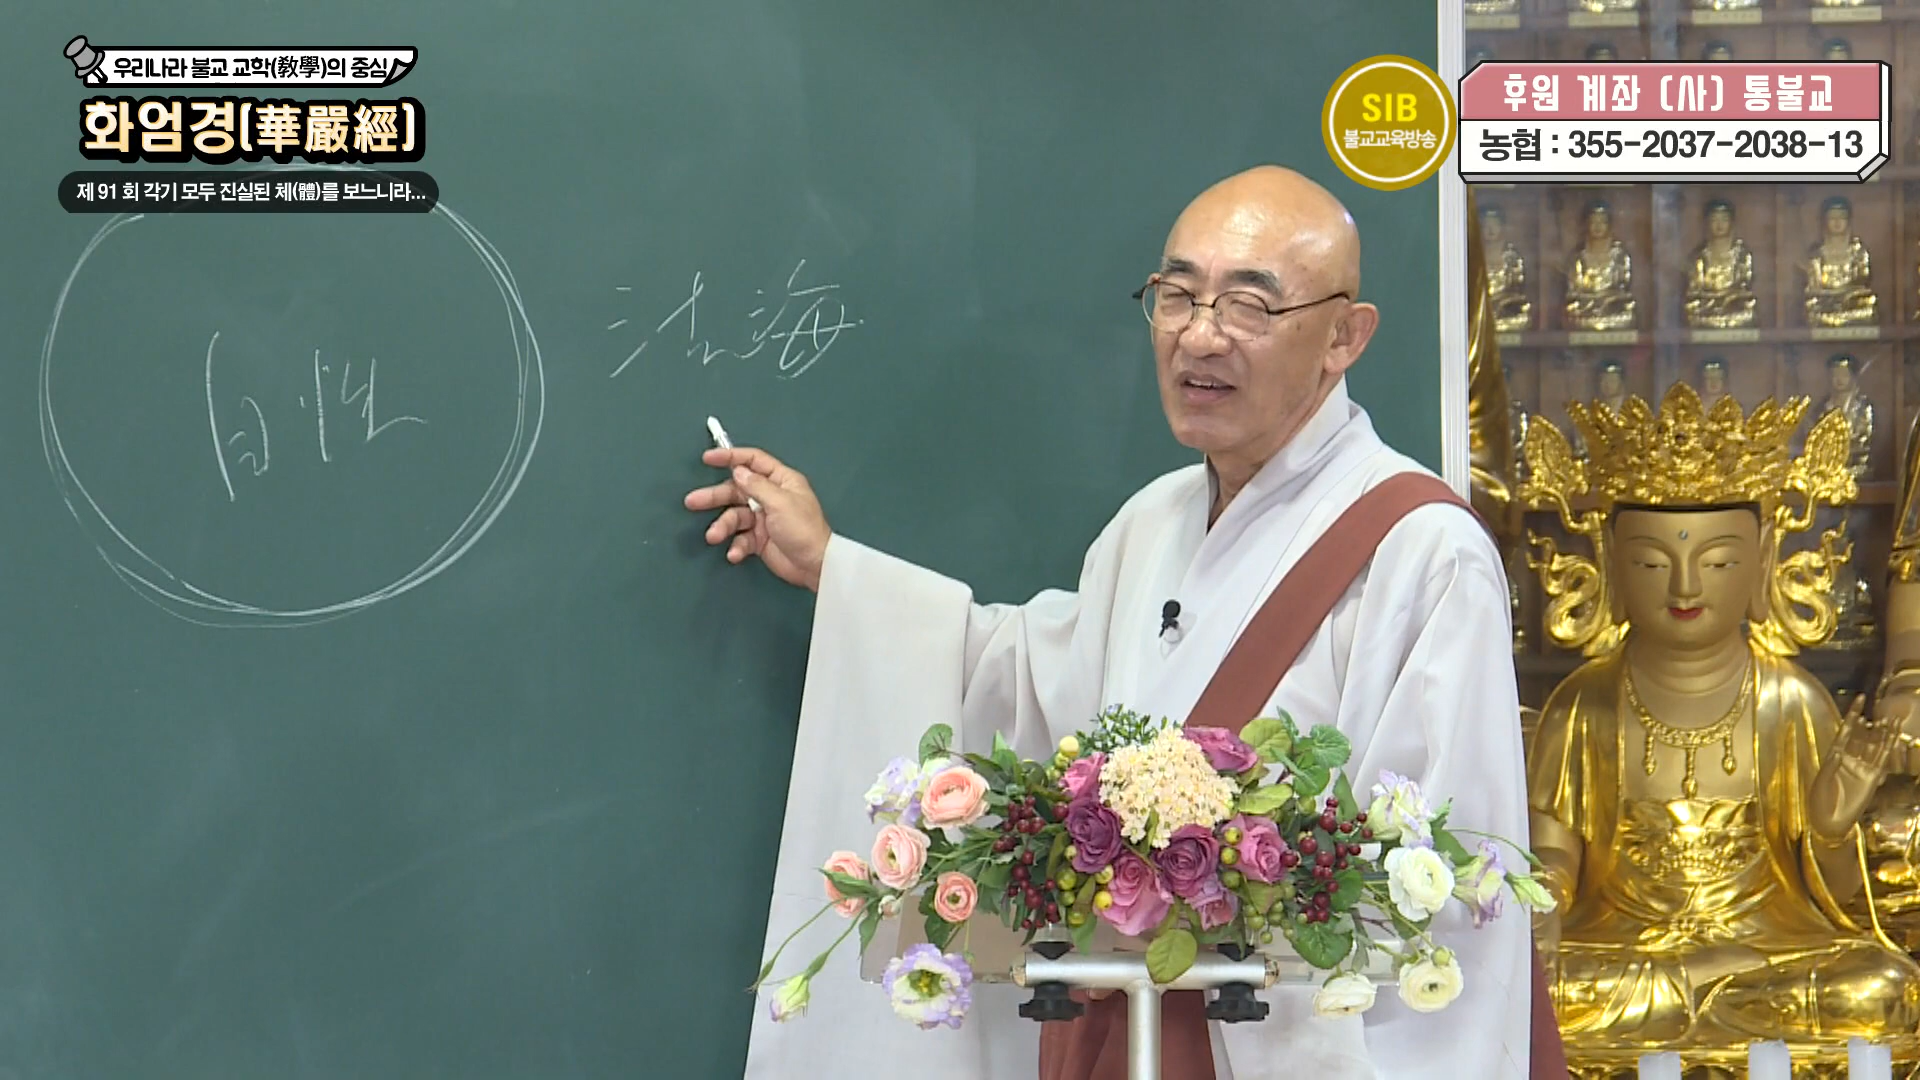 우리나라 불교 교학(敎學)의 중심
화엄경(華嚴經)
제 91 회 각기 모두 진실된 체(體)를 보느니라...
SIB
불교교육방송
후원 계좌 (사) 통불교
농협 : 355-2037-2038-13
自性
法海